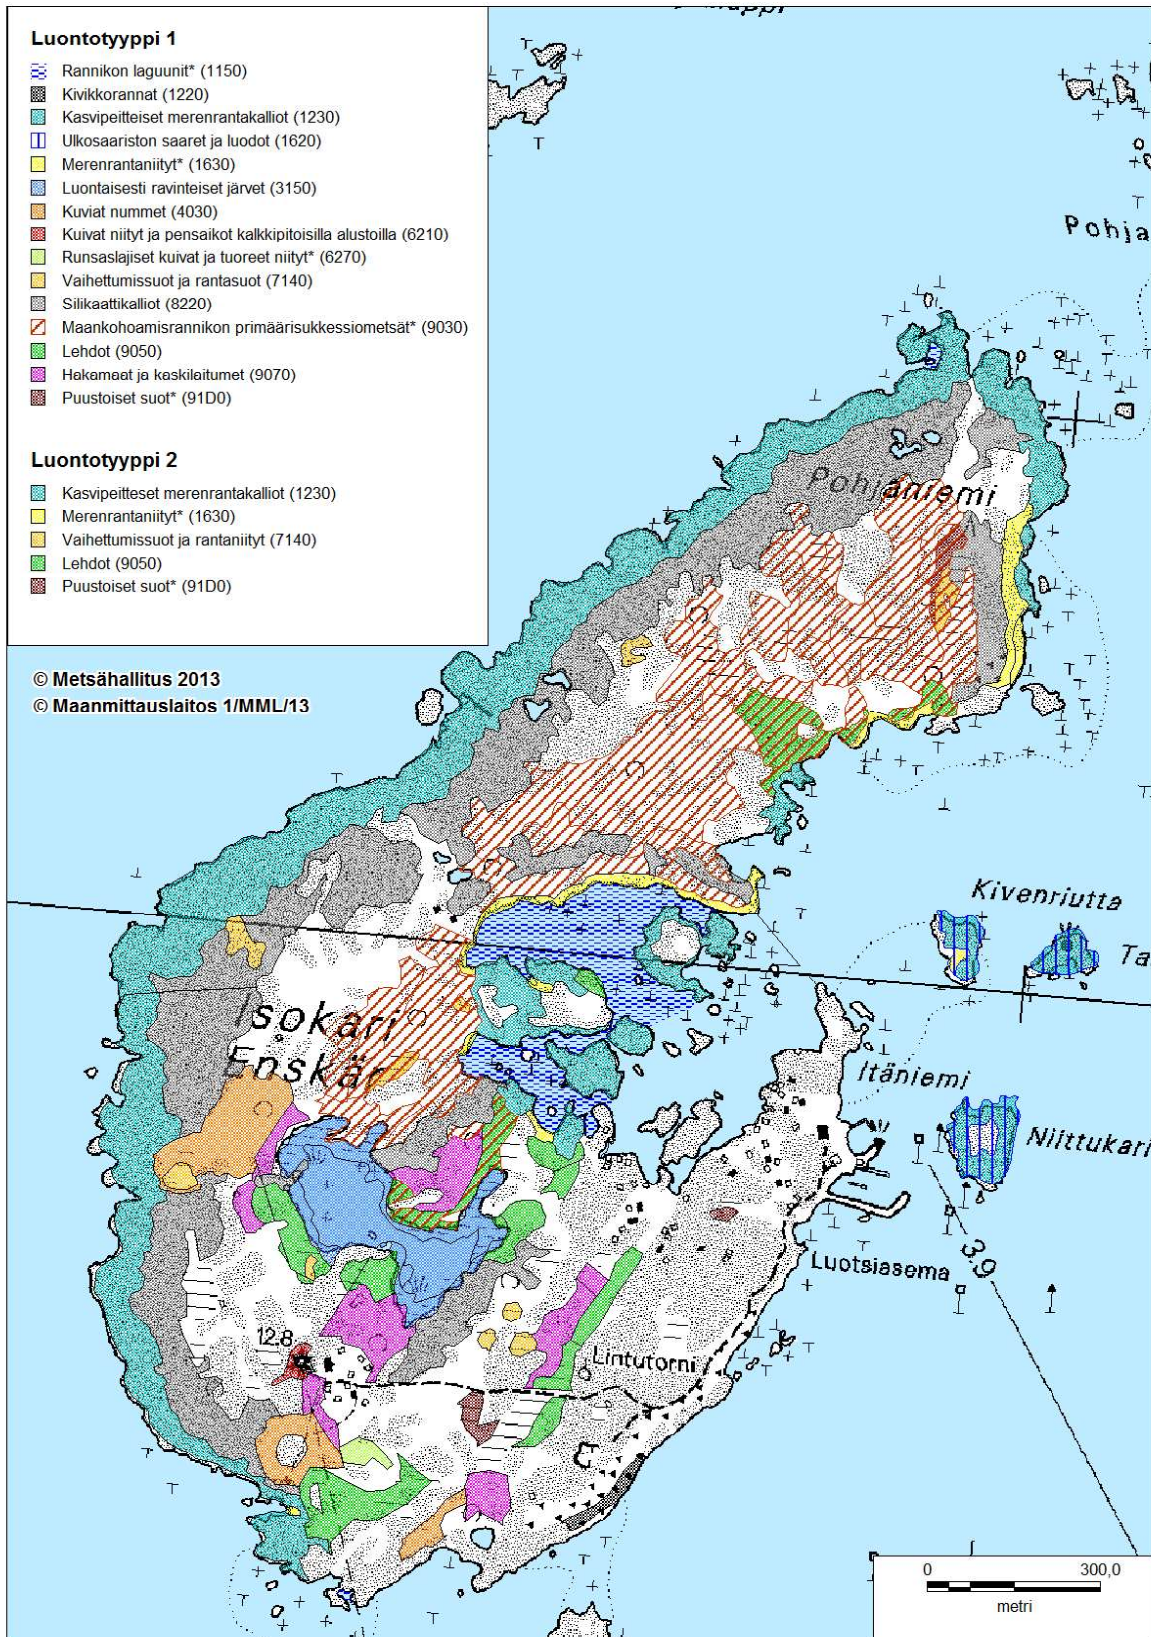 Luontotyyppi 1
Rannikon laguunit* (1150)
Kivikkorannat (1220)
Kasvipeitteiset merenrantakalliot (1230)
Ulkosaariston saaret ja luodot (1620)
Merenrantaniityt* (1630)
Luontaisesti ravinteiset järvet (3150)
Kuviat nummet (4030)
Kuivat niityt ja pensaikot kalkkipitoisilla alustoilla (6210)
Runsaslajiset kuivat ja tuoreet niityt* (6270)
Vaihettumissuot ja rantasuot (7140)
Silikaattikalliot (8220)
Maankohoamisrannikon primäärisukkessiometsät* (9030)
Lehdot (9050)
Hakamaat ja kaskilaitumet (9070)
Puustoiset suot* (91D0)
Luontotyyppi 2
Kasvipeitteset merenrantakalliot (1230)
Merenrantaniityt* (1630)
Vaihettumissuot ja rantaniityt (7140)
Lehdot (9050)
Puustoiset suot* (91D0)
© Metsähallitus 2013
© Maanmittauslaitos 1/MML/13
Pohja
Pohjaniemi
Kivenriutta
Ta
Isokari
Enskär
Itäniemi
Niittukari
Luotsiasema
3.9
12.8
Lintutorni
0 300,0
metri